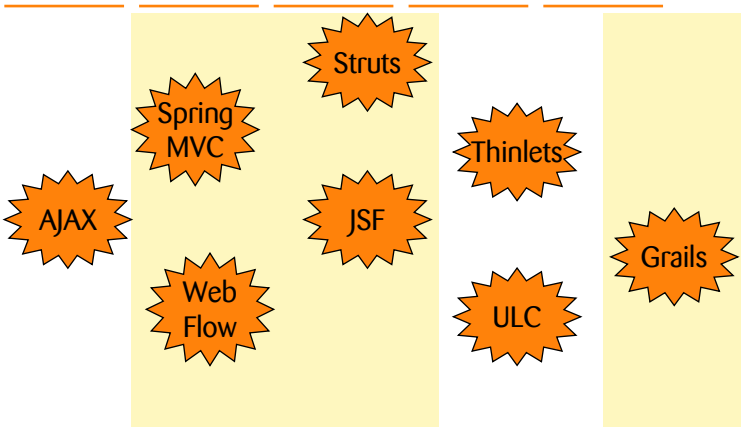 AJAX
Spring
MVC
Web
Flow
Struts
JSF
Thinlets
ULC
Grails